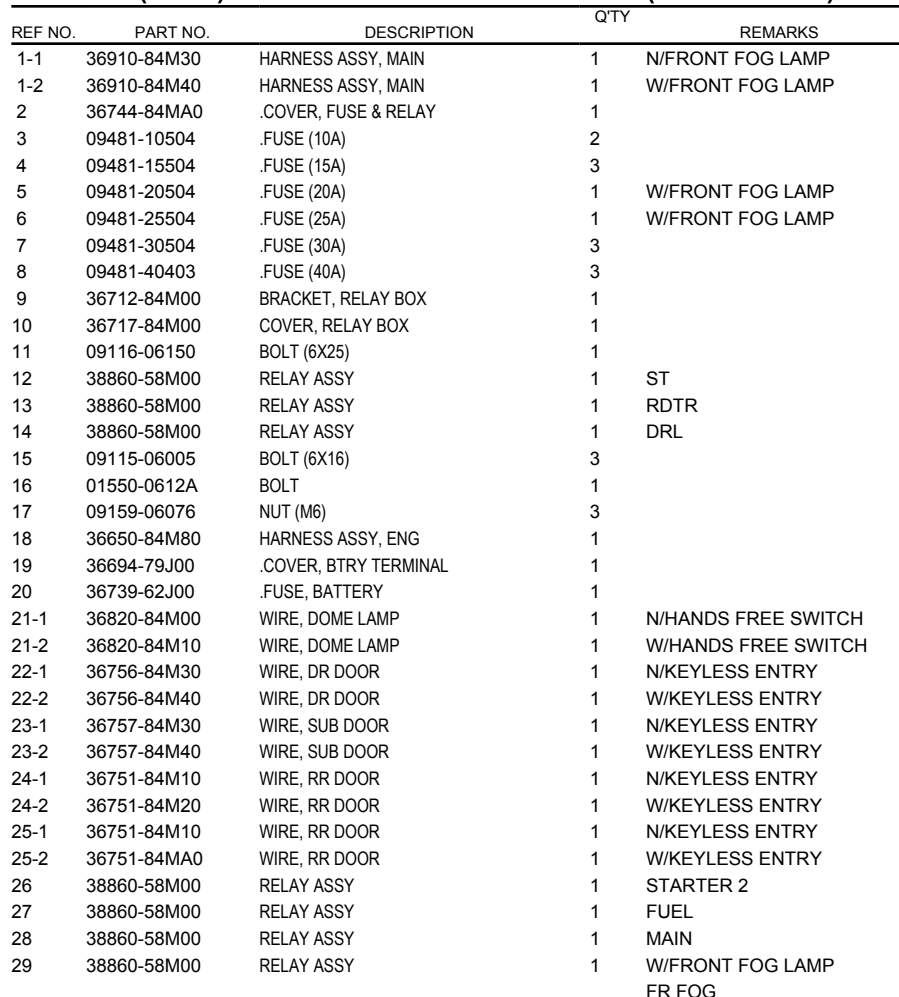 Q'TY
REF NO. PART NO. DESCRIPTION REMARKS
1-1 36910-84M30 HARNESS ASSY, MAIN 1 N/FRONT FOG LAMP
1-2 36910-84M40 HARNESS ASSY, MAIN 1 W/FRONT FOG LAMP
2 36744-84MA0 .COVER, FUSE & RELAY 1
3 09481-10504 .FUSE (10A) 2
4 09481-15504 .FUSE (15A) 3
5 09481-20504 .FUSE (20A) 1 W/FRONT FOG LAMP
6 09481-25504 .FUSE (25A) 1 W/FRONT FOG LAMP
7 09481-30504 .FUSE (30A) 3
8 09481-40403 .FUSE (40A) 3
9 36712-84M00 BRACKET, RELAY BOX 1
10 36717-84M00 COVER, RELAY BOX 1
11 09116-06150 BOLT (6X25) 1
12 38860-58M00 RELAY ASSY 1 ST
13 38860-58M00 RELAY ASSY 1 RDTR
14 38860-58M00 RELAY ASSY 1 DRL
15 09115-06005 BOLT (6X16) 3
16 01550-0612A BOLT 1
17 09159-06076 NUT (M6) 3
18 36650-84M80 HARNESS ASSY, ENG 1
19 36694-79J00 .COVER, BTRY TERMINAL 1
20 36739-62J00 .FUSE, BATTERY 1
21-1 36820-84M00 WIRE, DOME LAMP 1 N/HANDS FREE SWITCH
21-2 36820-84M10 WIRE, DOME LAMP 1 W/HANDS FREE SWITCH
22-1 36756-84M30 WIRE, DR DOOR 1 N/KEYLESS ENTRY
22-2 36756-84M40 WIRE, DR DOOR 1 W/KEYLESS ENTRY
23-1 36757-84M30 WIRE, SUB DOOR 1 N/KEYLESS ENTRY
23-2 36757-84M40 WIRE, SUB DOOR 1 W/KEYLESS ENTRY
24-1 36751-84M10 WIRE, RR DOOR 1 N/KEYLESS ENTRY
24-2 36751-84M20 WIRE, RR DOOR 1 W/KEYLESS ENTRY
25-1 36751-84M10 WIRE, RR DOOR 1 N/KEYLESS ENTRY
25-2 36751-84MA0 WIRE, RR DOOR 1 W/KEYLESS ENTRY
26 38860-58M00 RELAY ASSY 1 STARTER 2
27 38860-58M00 RELAY ASSY 1 FUEL
28 38860-58M00 RELAY ASSY 1 MAIN
29 38860-58M00 RELAY ASSY 1 W/FRONT FOG LAMP
FR FOG